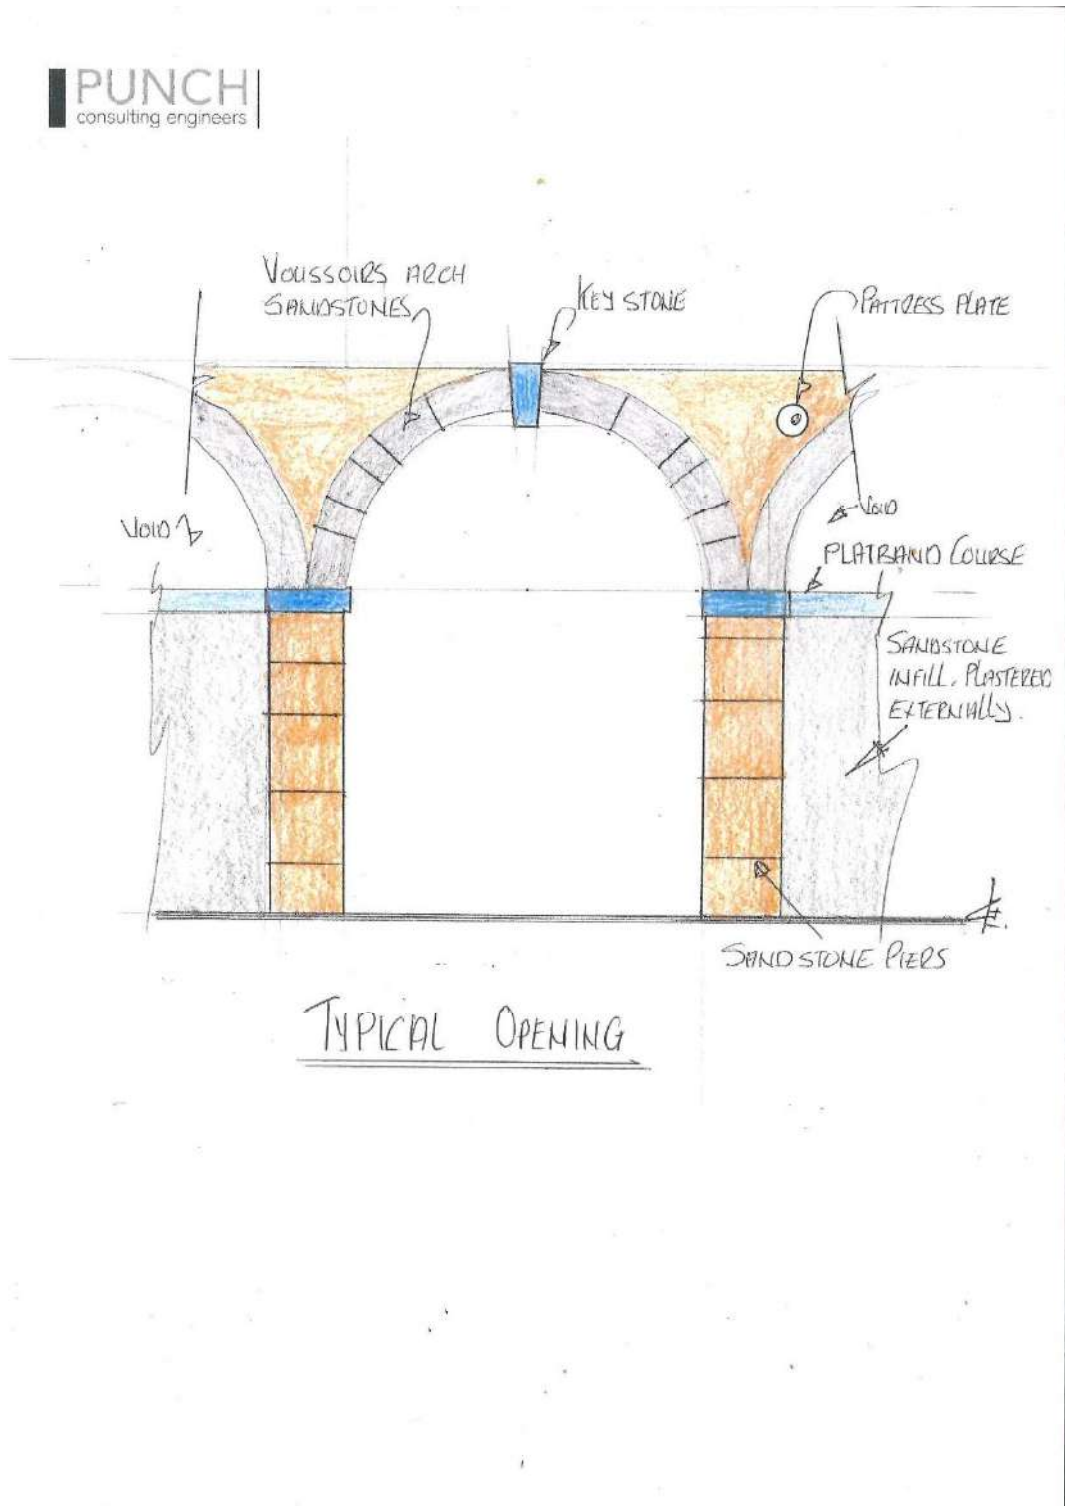 PUNCH
consulting engineers
VOUSSOIRS ARCH
SANDSTONES
KEY STONE
PATTRESS PLATE
VOID
VOID
PLATBAND COURSE
SANDSTONE
INFILL. PLASTERED
EXTERNALLY.
SANDSTONE PIERS
TYPICAL OPENING